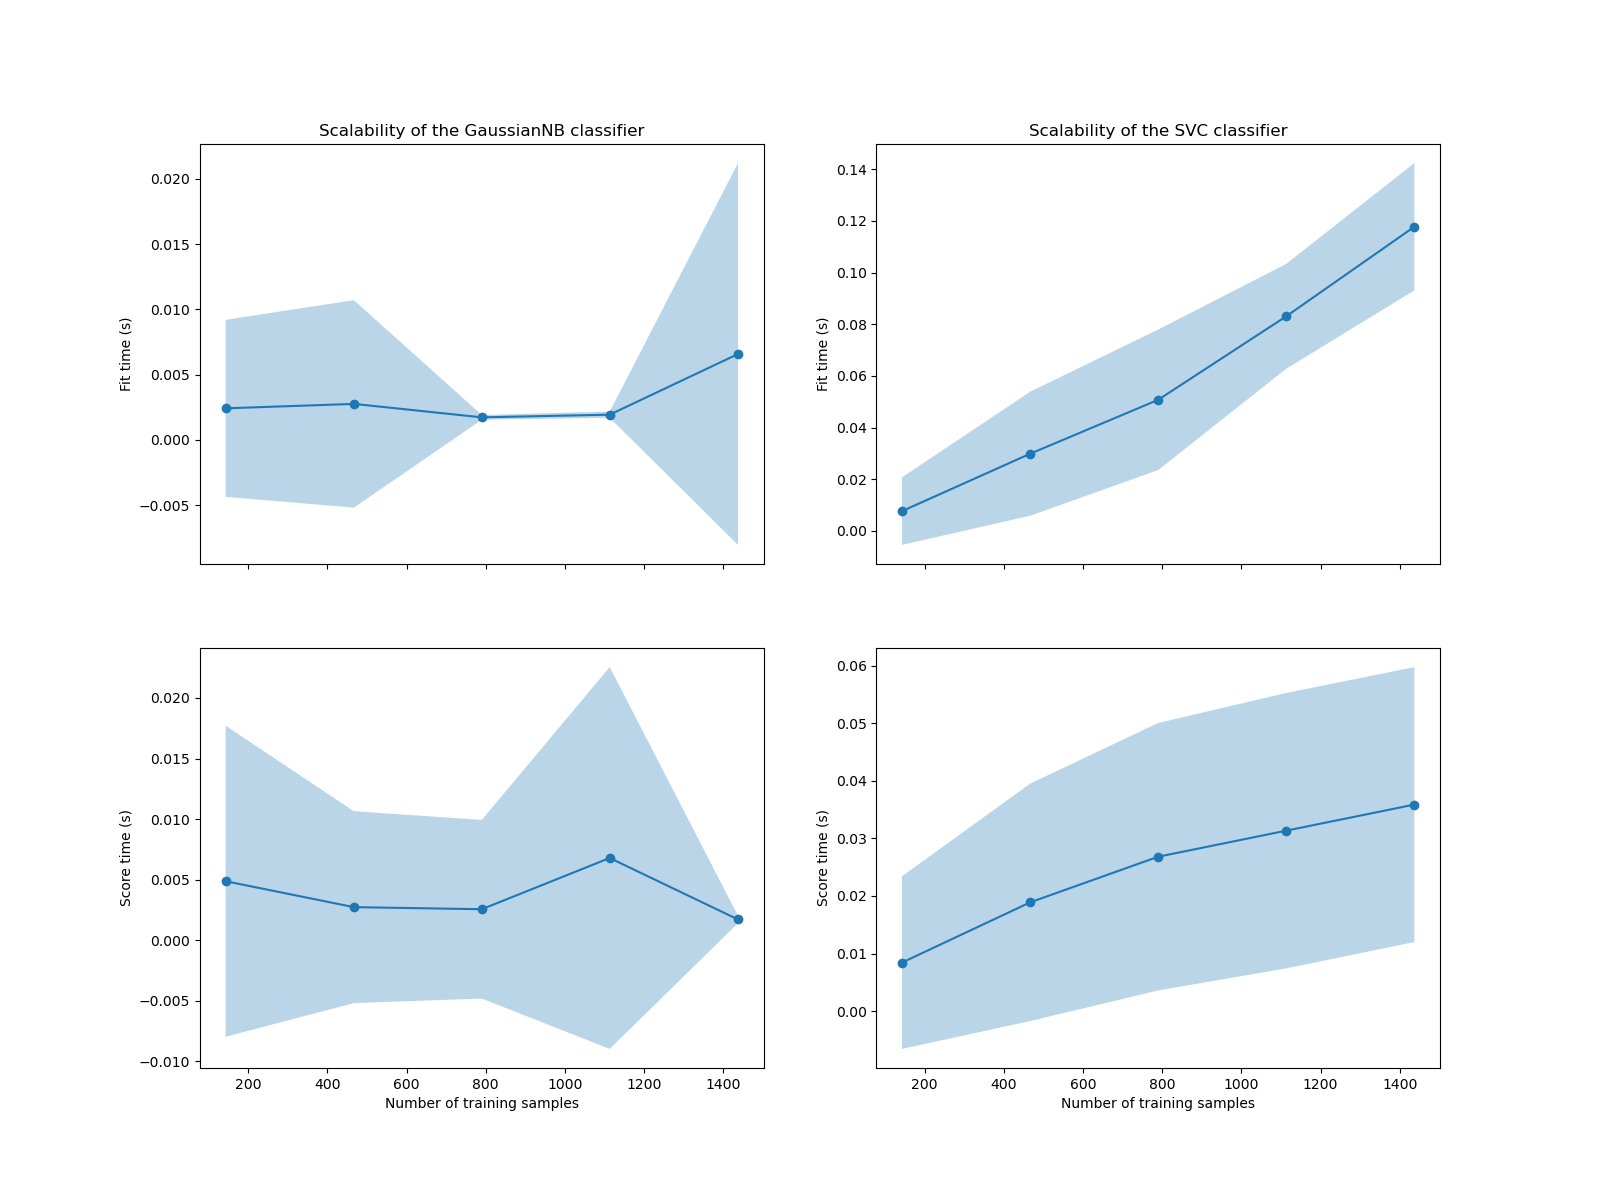 Scalability of the GaussianNB classifier
0.020
0.015
0.010
0.005
0.000
−0.005
Fit time (s)
Scalability of the SVC classifier
0.14
0.12
0.10
0.08
0.06
0.04
0.02
0.00
Fit time (s)
0.020
0.015
0.010
0.005
0.000
−0.005
−0.010
Score time (s)
200 400 600 800 1000 1200 1400
Number of training samples
0.06
0.05
0.04
0.03
0.02
0.01
0.00
Score time (s)
200 400 600 800 1000 1200 1400
Number of training samples